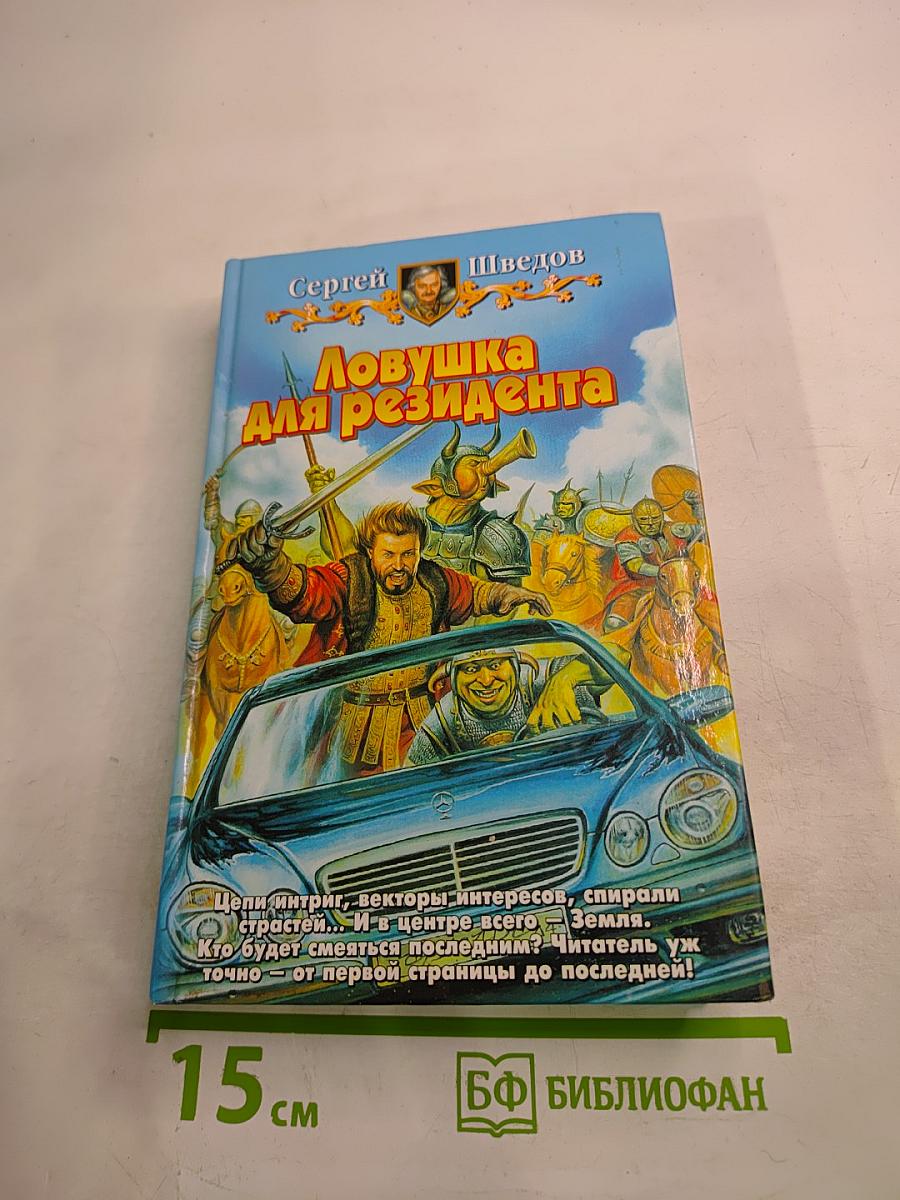 Сергей Шведов
Ловушка
для резидента
Цепи интриг, векторы интересов, спирали
страстей... И в центре всего – Земля.
Кто будет смеяться последним? Читатель уж
точно – от первой страницы до последней!
15 см
БФ БИБЛИОФАН